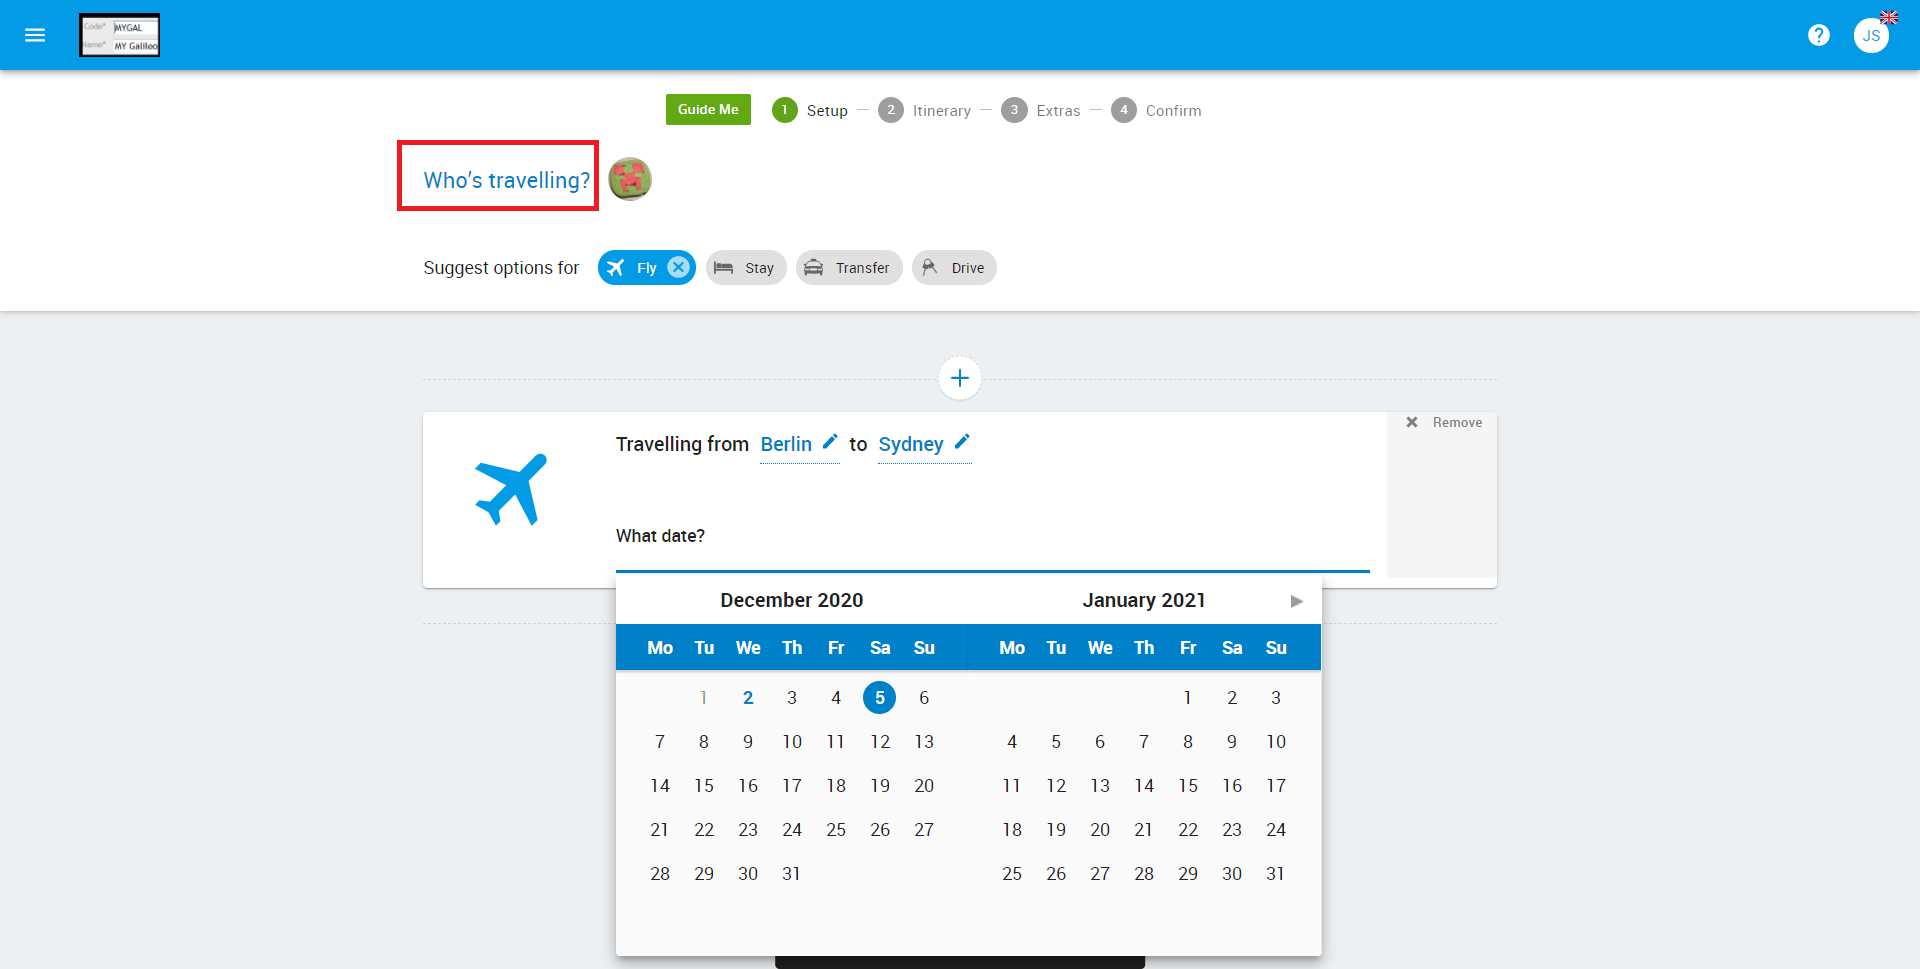 Code* MYGAL
Name* MY Galileo
? JS
Guide Me 1 Setup 2 Itinerary 3 Extras 4 Confirm
Who's travelling?
Suggest options for Fly Stay Transfer Drive
Travelling from Berlin to Sydney
Remove
What date?
December 2020 January 2021
Mo Tu We Th Fr Sa Su Mo Tu We Th Fr Sa Su
1 2 3 4 5 6 1 2 3
7 8 9 10 11 12 13 4 5 6 7 8 9 10
14 15 16 17 18 19 20 11 12 13 14 15 16 17
21 22 23 24 25 26 27 18 19 20 21 22 23 24
28 29 30 31 25 26 27 28 29 30 31